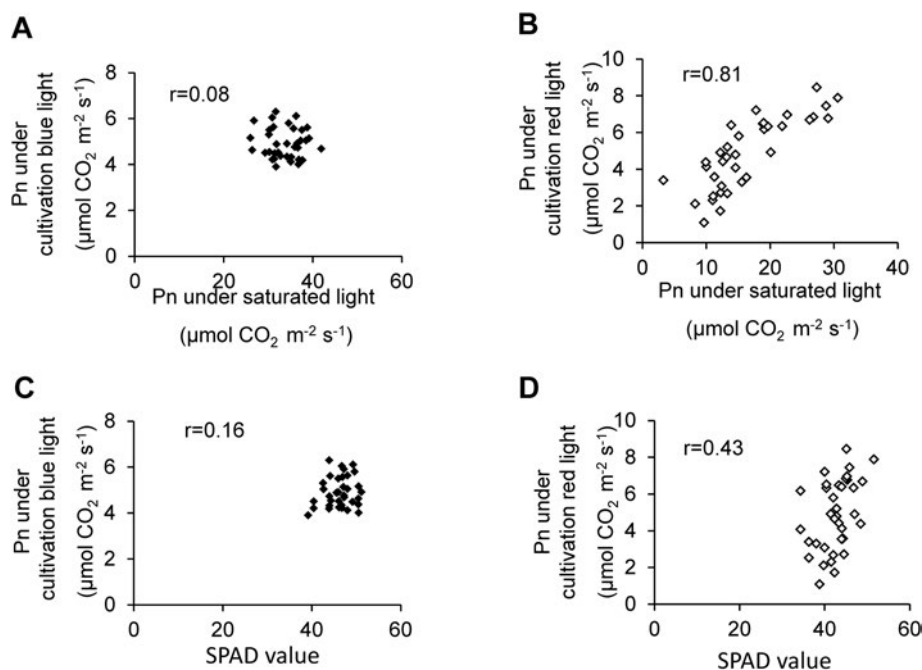 A
Pn under
cultivation blue light
(µmol CO2 m-2 s-1)
8
6
4
2
0
r=0.08
0 20 40 60
Pn under saturated light
(µmol CO2 m-2 s-1)
B
Pn under
cultivation red light
(µmol CO2 m-2 s-1)
10
8
6
4
2
0
r=0.81
0 10 20 30 40
Pn under saturated light
(µmol CO2 m-2 s-1)
C
Pn under
cultivation blue light
(µmol CO2 m-2 s-1)
8
6
4
2
0
r=0.16
0 20 40 60
SPAD value
D
Pn under
cultivation red light
(µmol CO2 m-2 s-1)
10
8
6
4
2
0
r=0.43
0 20 40 60
SPAD value